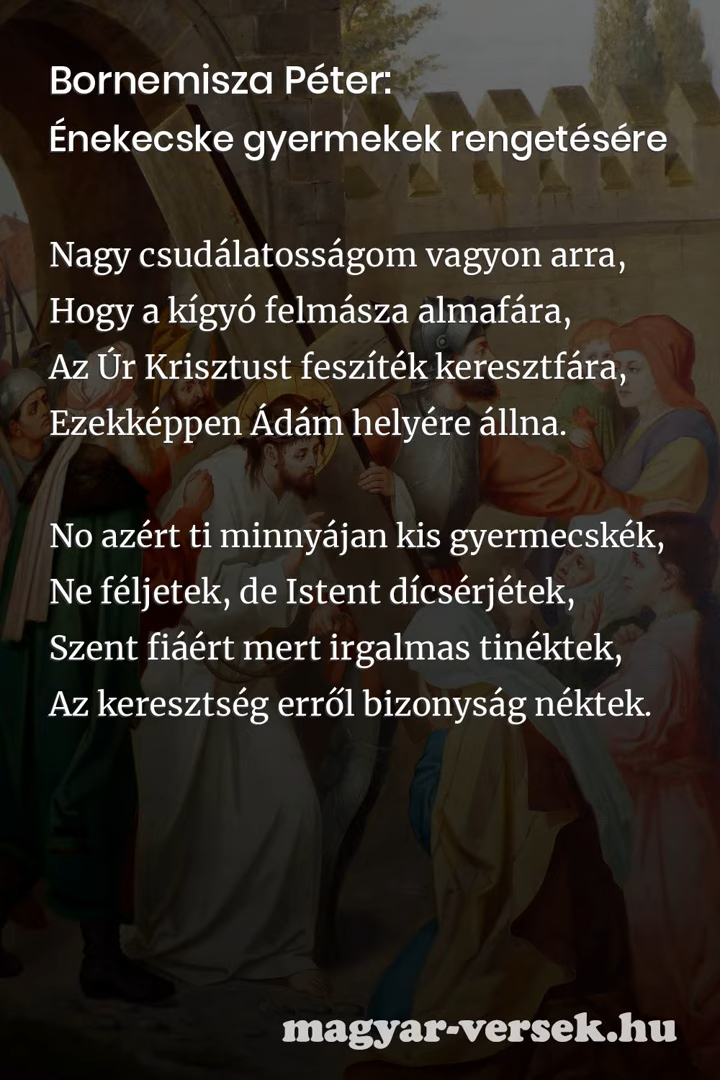 Bornemisza Péter:
Énekecske gyermekek rengetésére
Nagy csudálatosságom vagyon arra,
Hogy a kígyó felmásza almafára,
Az Úr Krisztust feszíték keresztfára,
Ezekképpen Ádám helyére állna.
No azért ti minnyájan kis gyermecskék,
Ne féljetek, de Istent dícsérjétek,
Szent fiáért mert irgalmas tinéktek,
Az keresztség erről bizonyság néktek.
magyar-versek.hu